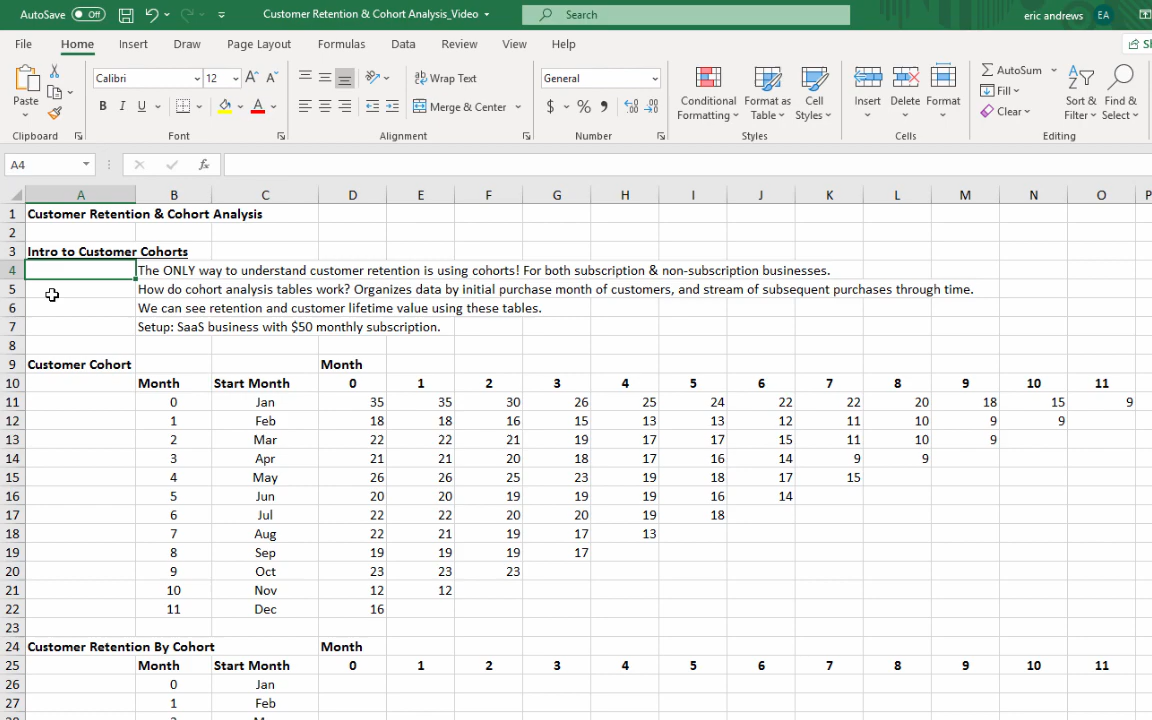 AutoSave Off Customer Retention & Cohort Analysis_Video Search eric andrews EA
File Home Insert Draw Page Layout Formulas Data Review View Help
Calibri 12 A A Wrap Text General Conditional Formatting Format as Table Cell Styles Insert Delete Format AutoSum Fill Clear Sort & Filter Find & Select
Paste B I U Merge & Center $ % ,
Clipboard Font Alignment Number Styles Cells Editing
A4 fx
A B C D E F G H I J K L M N O P
1 Customer Retention & Cohort Analysis
2
3 Intro to Customer Cohorts
4 The ONLY way to understand customer retention is using cohorts! For both subscription & non-subscription businesses.
5 How do cohort analysis tables work? Organizes data by initial purchase month of customers, and stream of subsequent purchases through time.
6 We can see retention and customer lifetime value using these tables.
7 Setup: SaaS business with $50 monthly subscription.
8
9 Customer Cohort Month
10 Month Start Month 0 1 2 3 4 5 6 7 8 9 10 11
11 0 Jan 35 35 30 26 25 24 22 22 20 18 15 9
12 1 Feb 18 18 16 15 13 13 12 11 10 9 9
13 2 Mar 22 22 21 19 17 17 15 11 10 9
14 3 Apr 21 21 20 18 17 16 14 9 9
15 4 May 26 26 25 23 19 18 17 15
16 5 Jun 20 20 19 19 19 16 14
17 6 Jul 22 22 20 20 19 18
18 7 Aug 22 21 19 17 13
19 8 Sep 19 19 19 17
20 9 Oct 23 23 23
21 10 Nov 12 12
22 11 Dec 16
23
24 Customer Retention By Cohort Month
25 Month Start Month 0 1 2 3 4 5 6 7 8 9 10 11
26 0 Jan
27 1 Feb